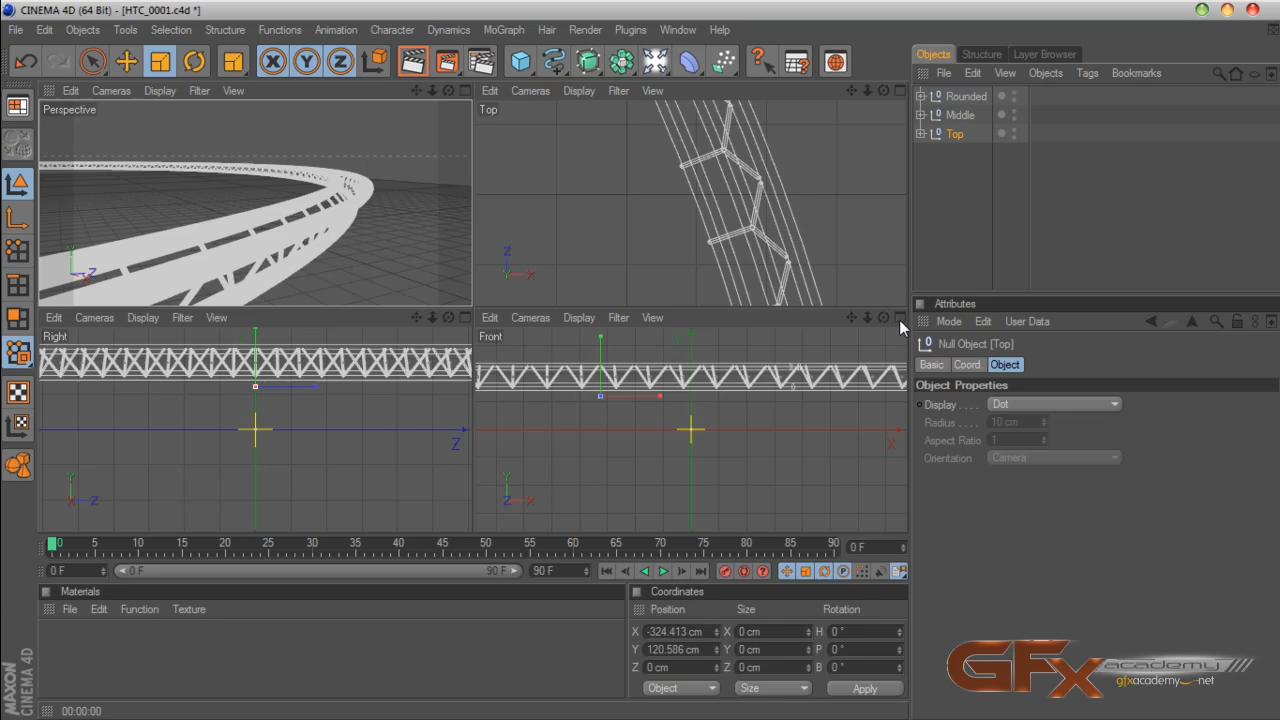 CINEMA 4D (64 Bit) - [HTC_0001.c4d *]
File Edit Objects Tools Selection Structure Functions Animation Character Dynamics MoGraph Hair Render Plugins Window Help
Objects Structure Layer Browser
File Edit View Objects Tags Bookmarks
Rounded
Middle
Top
Edit Cameras Display Filter View
Perspective
Edit Cameras Display Filter View
Top
Z
X
Y
Z
X
Edit Cameras Display Filter View
Right
Z
Y
X
Z
Edit Cameras Display Filter View
Front
Y
X
Y
Z
X
Attributes
Mode Edit User Data
Null Object [Top]
Basic Coord. Object
Object Properties
Display . . . . Dot
Radius . . . . 10 cm
Aspect Ratio 1
Orientation Camera
0 5 10 15 20 25 30 35 40 45 50 55 60 65 70 75 80 85 90 0 F
0 F 0 F 90 F 90 F
Materials
File Edit Function Texture
Coordinates
Position Size Rotation
X -324.413 cm X 0 cm H 0 °
Y 120.586 cm Y 0 cm P 0 °
Z 0 cm Z 0 cm B 0 °
Object Size Apply
MAXON
CINEMA 4D
00:00:00
GFx academy
gfxacademy.net